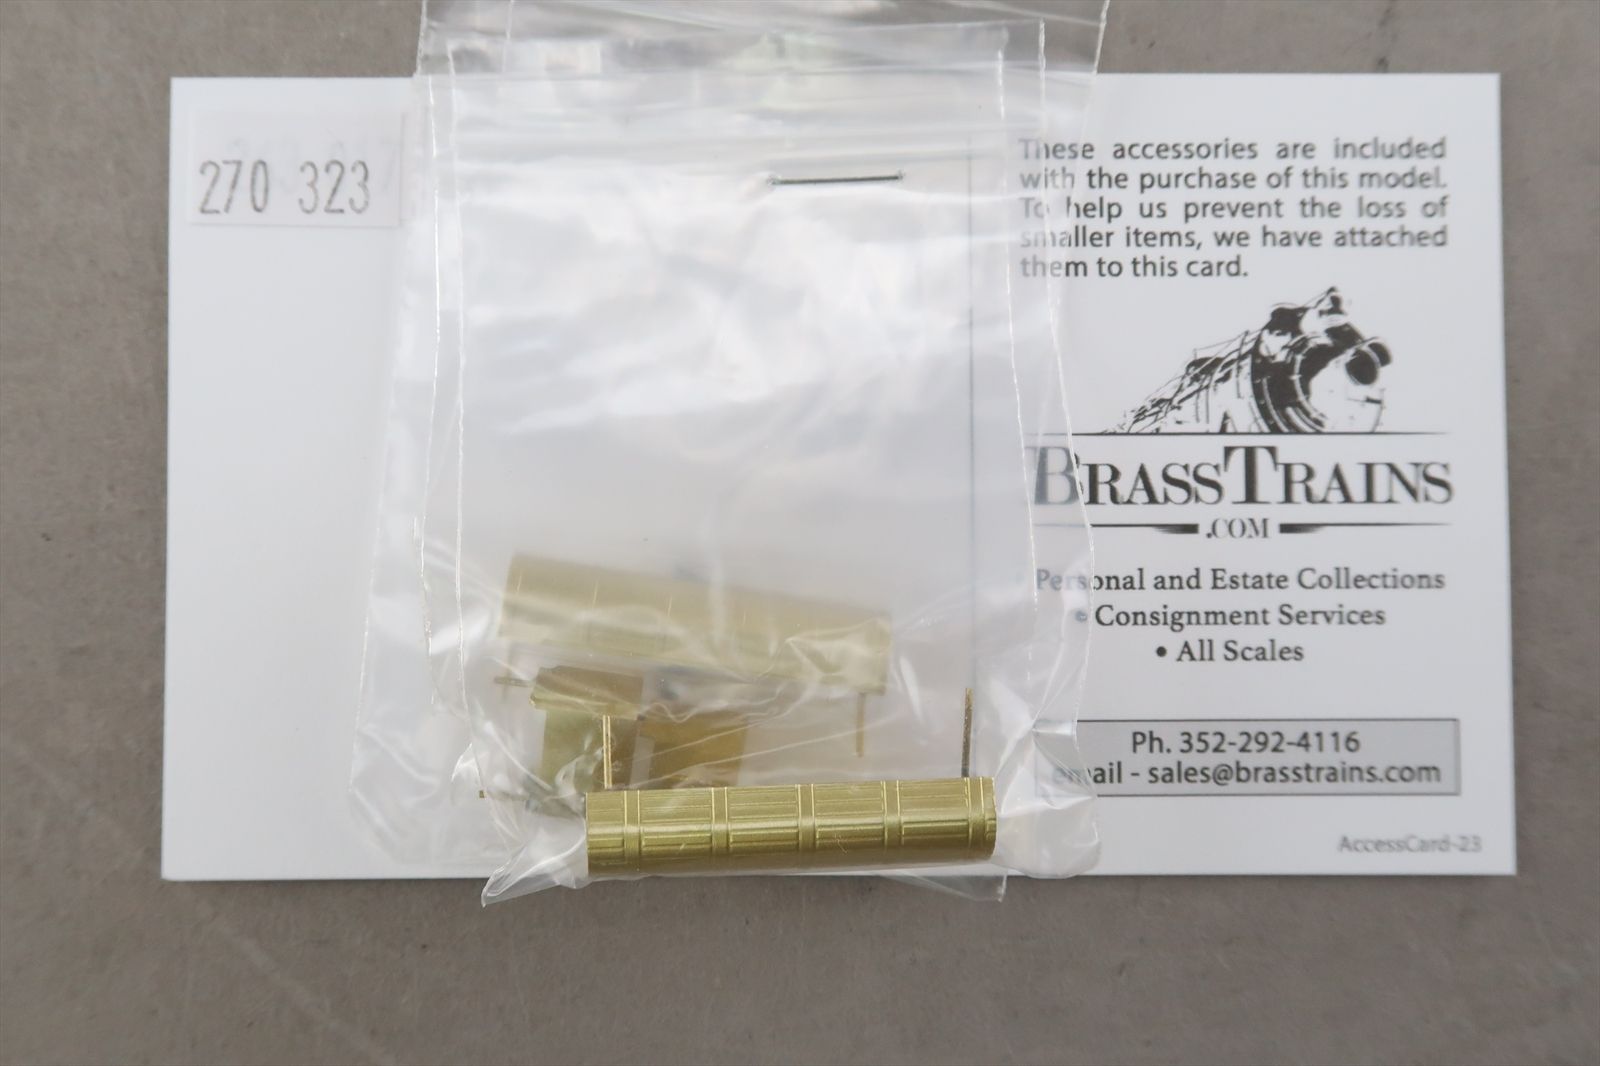 270 323
These accessories are included
with the purchase of this model.
To help us prevent the loss of
smaller items, we have attached
them to this card.
BRASSTRAINS
.COM
Personal and Estate Collections
• Consignment Services
• All Scales
Ph. 352-292-4116
email - sales@brasstrains.com
AccessCard-23